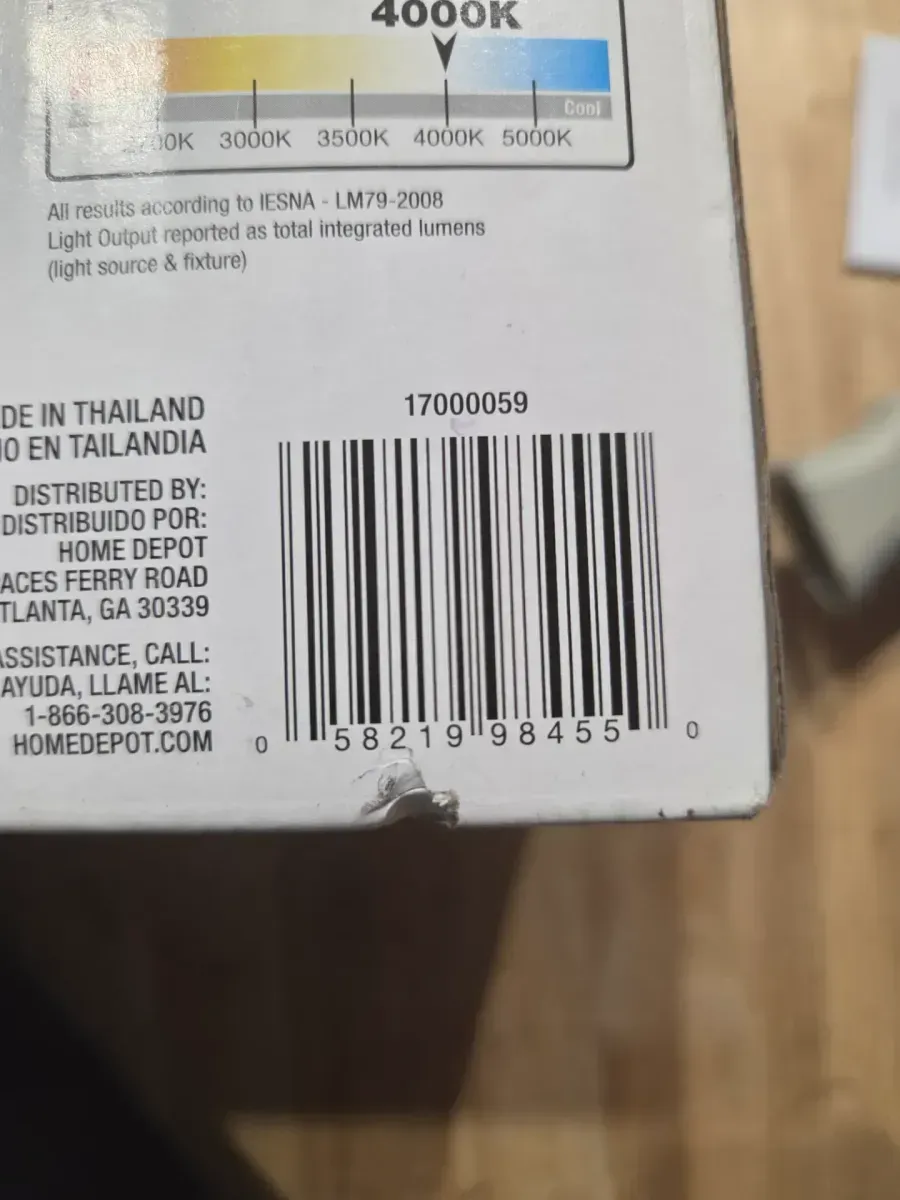 4000K
Cool
3000K 3500K 4000K 5000K
All results according to IESNA - LM79-2008
Light Output reported as total integrated lumens
(light source & fixture)
DE IN THAILAND
O EN TAILANDIA
DISTRIBUTED BY:
DISTRIBUIDO POR:
HOME DEPOT
ACES FERRY ROAD
TLANTA, GA 30339
ASSISTANCE, CALL:
AYUDA, LLAME AL:
1-866-308-3976
HOMEDEPOT.COM
17000059
0 58219 98455 0